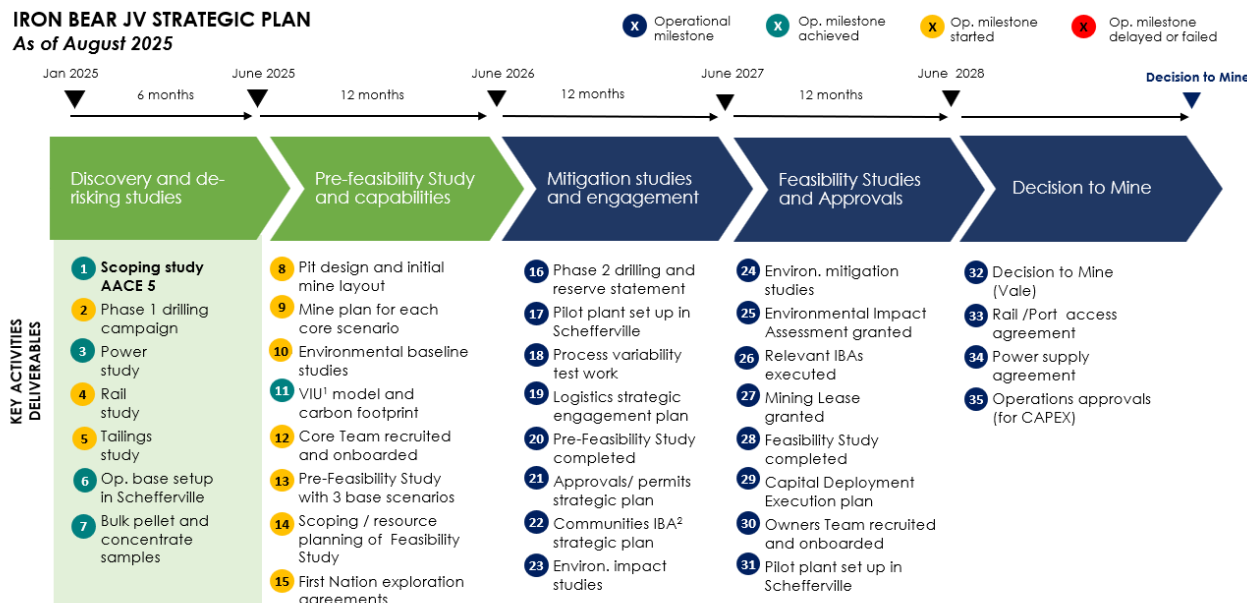 IRON BEAR JV STRATEGIC PLAN
As of August 2025
X Operational
milestone
X Op. milestone
achieved
X Op. milestone
started
X Op. milestone
delayed or failed
Jan 2025
June 2025
June 2026
June 2027
June 2028
Decision to Mine
6 months
12 months
12 months
12 months
Discovery and de-
risking studies
Pre-feasibility Study
and capabilities
Mitigation studies
and engagement
Feasibility Studies
and Approvals
Decision to Mine
KEY ACTIVITIES
DELIVERABLES
1 Scoping study
AACE 5
2 Phase 1 drilling
campaign
3 Power
study
4 Rail
study
5 Tailings
study
6 Op. base setup
in Schefferville
7 Bulk pellet and
concentrate
samples
8 Pit design and initial
mine layout
9 Mine plan for each
core scenario
10 Environmental baseline
studies
11 VIU¹ model and
carbon footprint
12 Core Team recruited
and onboarded
13 Pre-Feasibility Study
with 3 base scenarios
14 Scoping / resource
planning of Feasibility
Study
15 First Nation exploration
agreements
16 Phase 2 drilling and
reserve statement
17 Pilot plant set up in
Schefferville
18 Process variability
test work
19 Logistics strategic
engagement plan
20 Pre-Feasibility Study
completed
21 Approvals/ permits
strategic plan
22 Communities IBA²
strategic plan
23 Environ. impact
studies
24 Environ. mitigation
studies
25 Environmental Impact
Assessment granted
26 Relevant IBAs
executed
27 Mining Lease
granted
28 Feasibility Study
completed
29 Capital Deployment
Execution plan
30 Owners Team recruited
and onboarded
31 Pilot plant set up in
Schefferville
32 Decision to Mine
(Vale)
33 Rail /Port access
agreement
34 Power supply
agreement
35 Operations approvals
(for CAPEX)